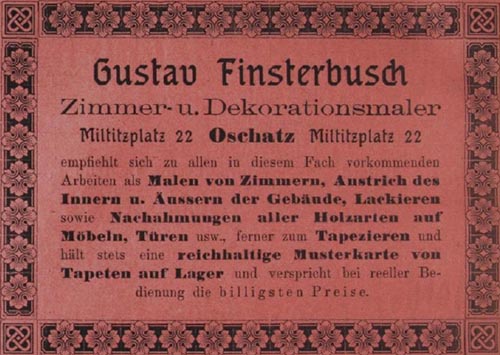 Gustav Finsterbusch
Zimmer- u. Dekorationsmaler
Miltitzplatz 22 Oschatz Miltitzplatz 22
empfiehlt sich zu allen in diesem Fach vorkommenden
Arbeiten als Malen von Zimmern, Anstrich des
Innern u. Äussern der Gebäude, Lackieren
sowie Nachahmungen aller Holzarten auf
Möbeln, Türen usw., ferner zum Tapezieren und
hält stets eine reichhaltige Musterkarte von
Tapeten auf Lager und verspricht bei reeller Be-
dienung die billigsten Preise.